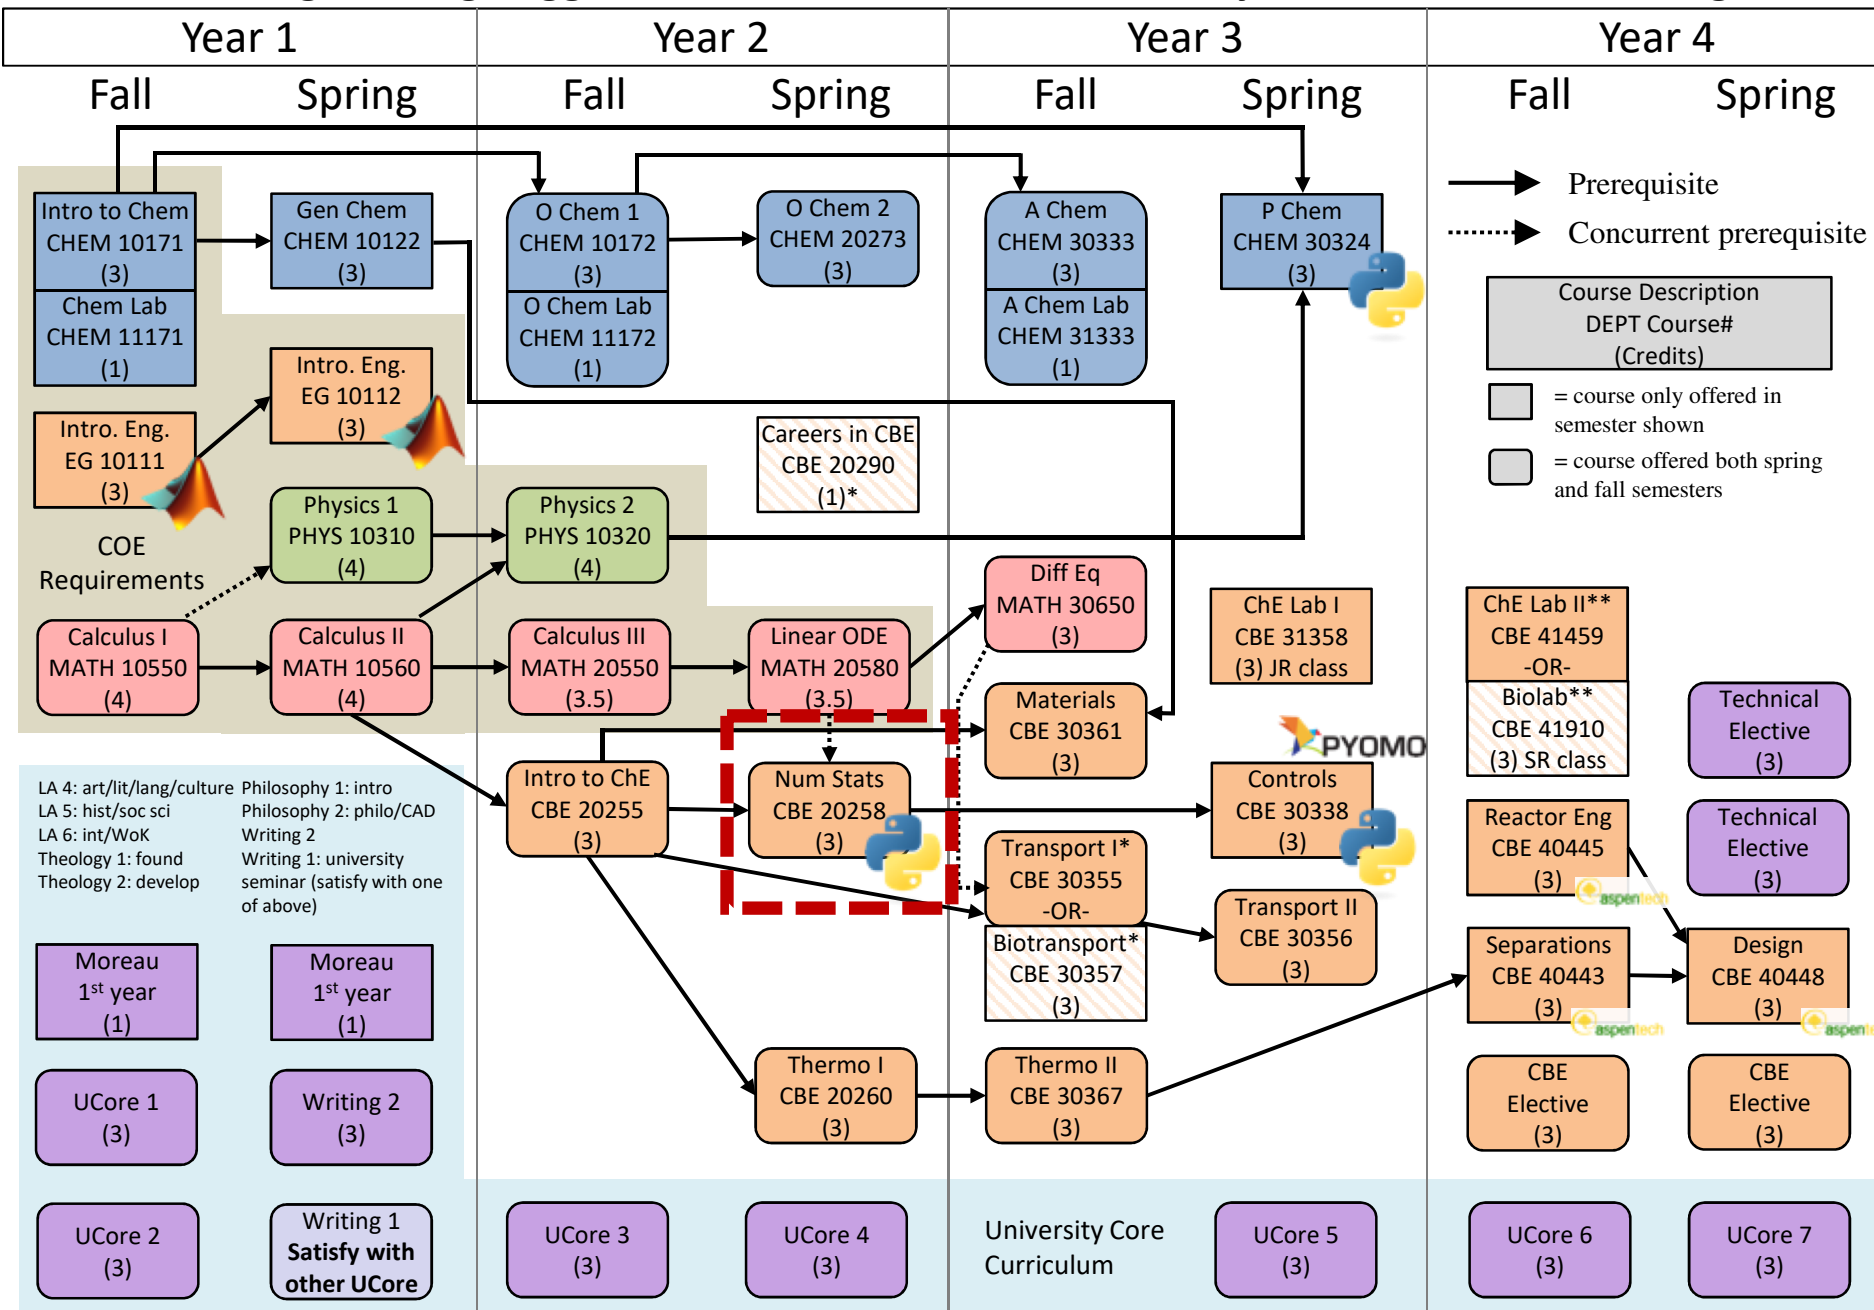 Year 1
Year 2
Year 3
Year 4
Fall
Spring
Fall
Spring
Fall
Spring
Fall
Spring
Intro to Chem
CHEM 10171
(3)
Chem Lab
CHEM 11171
(1)
Gen Chem
CHEM 10122
(3)
O Chem 1
CHEM 10172
(3)
O Chem Lab
CHEM 11172
(1)
O Chem 2
CHEM 20273
(3)
A Chem
CHEM 30333
(3)
A Chem Lab
CHEM 31333
(1)
P Chem
CHEM 30324
(3)
Prerequisite
Concurrent prerequisite
Course Description
DEPT Course#
(Credits)
= course only offered in
semester shown
= course offered both spring
and fall semesters
Intro. Eng.
EG 10111
(3)
Intro. Eng.
EG 10112
(3)
Careers in CBE
CBE 20290
(1)*
COE
Requirements
Physics 1
PHYS 10310
(4)
Physics 2
PHYS 10320
(4)
Calculus I
MATH 10550
(4)
Calculus II
MATH 10560
(4)
Calculus III
MATH 20550
(3.5)
Linear ODE
MATH 20580
(3.5)
Diff Eq
MATH 30650
(3)
ChE Lab I
CBE 31358
(3) JR class
ChE Lab II**
CBE 41459
-OR-
Biolab**
CBE 41910
(3) SR class
Technical
Elective
(3)
Materials
CBE 30361
(3)
PYOMO
LA 4: art/lit/lang/culture
LA 5: hist/soc sci
LA 6: int/WoK
Theology 1: found
Theology 2: develop
Philosophy 1: intro
Philosophy 2: philo/CAD
Writing 2
Writing 1: university
seminar (satisfy with one
of above)
Intro to ChE
CBE 20255
(3)
Num Stats
CBE 20258
(3)
Controls
CBE 30338
(3)
Transport I*
CBE 30355
-OR-
Biotransport*
CBE 30357
(3)
Transport II
CBE 30356
(3)
Reactor Eng
CBE 40445
(3)
aspentech
Technical
Elective
(3)
Separations
CBE 40443
(3)
aspentech
Design
CBE 40448
(3)
Moreau
1st year
(1)
Moreau
1st year
(1)
Thermo I
CBE 20260
(3)
Thermo II
CBE 30367
(3)
CBE
Elective
(3)
CBE
Elective
(3)
UCore 1
(3)
Writing 2
(3)
UCore 2
(3)
Writing 1
Satisfy with
other UCore
UCore 3
(3)
UCore 4
(3)
University Core
Curriculum
UCore 5
(3)
UCore 6
(3)
UCore 7
(3)